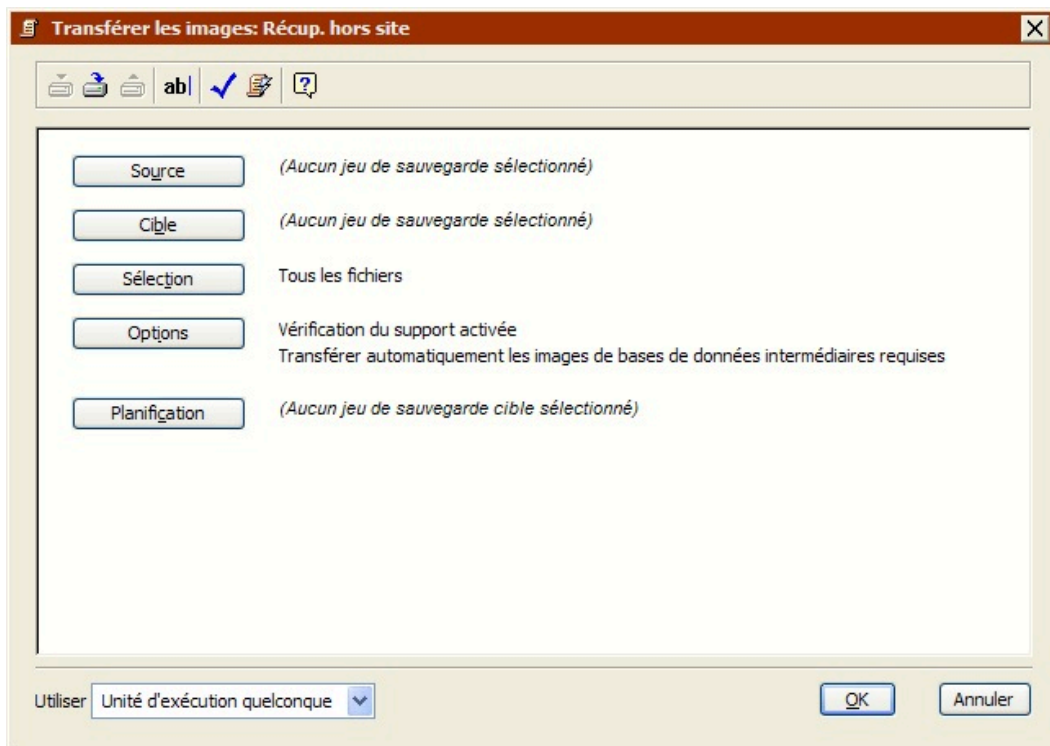 Transférer les images: Récup. hors site
ab
Source (Aucun jeu de sauvegarde sélectionné)
Cible (Aucun jeu de sauvegarde sélectionné)
Sélection Tous les fichiers
Options Vérification du support activée
Transférer automatiquement les images de bases de données intermédiaires requises
Planification (Aucun jeu de sauvegarde cible sélectionné)
Utiliser Unité d'exécution quelconque OK Annuler